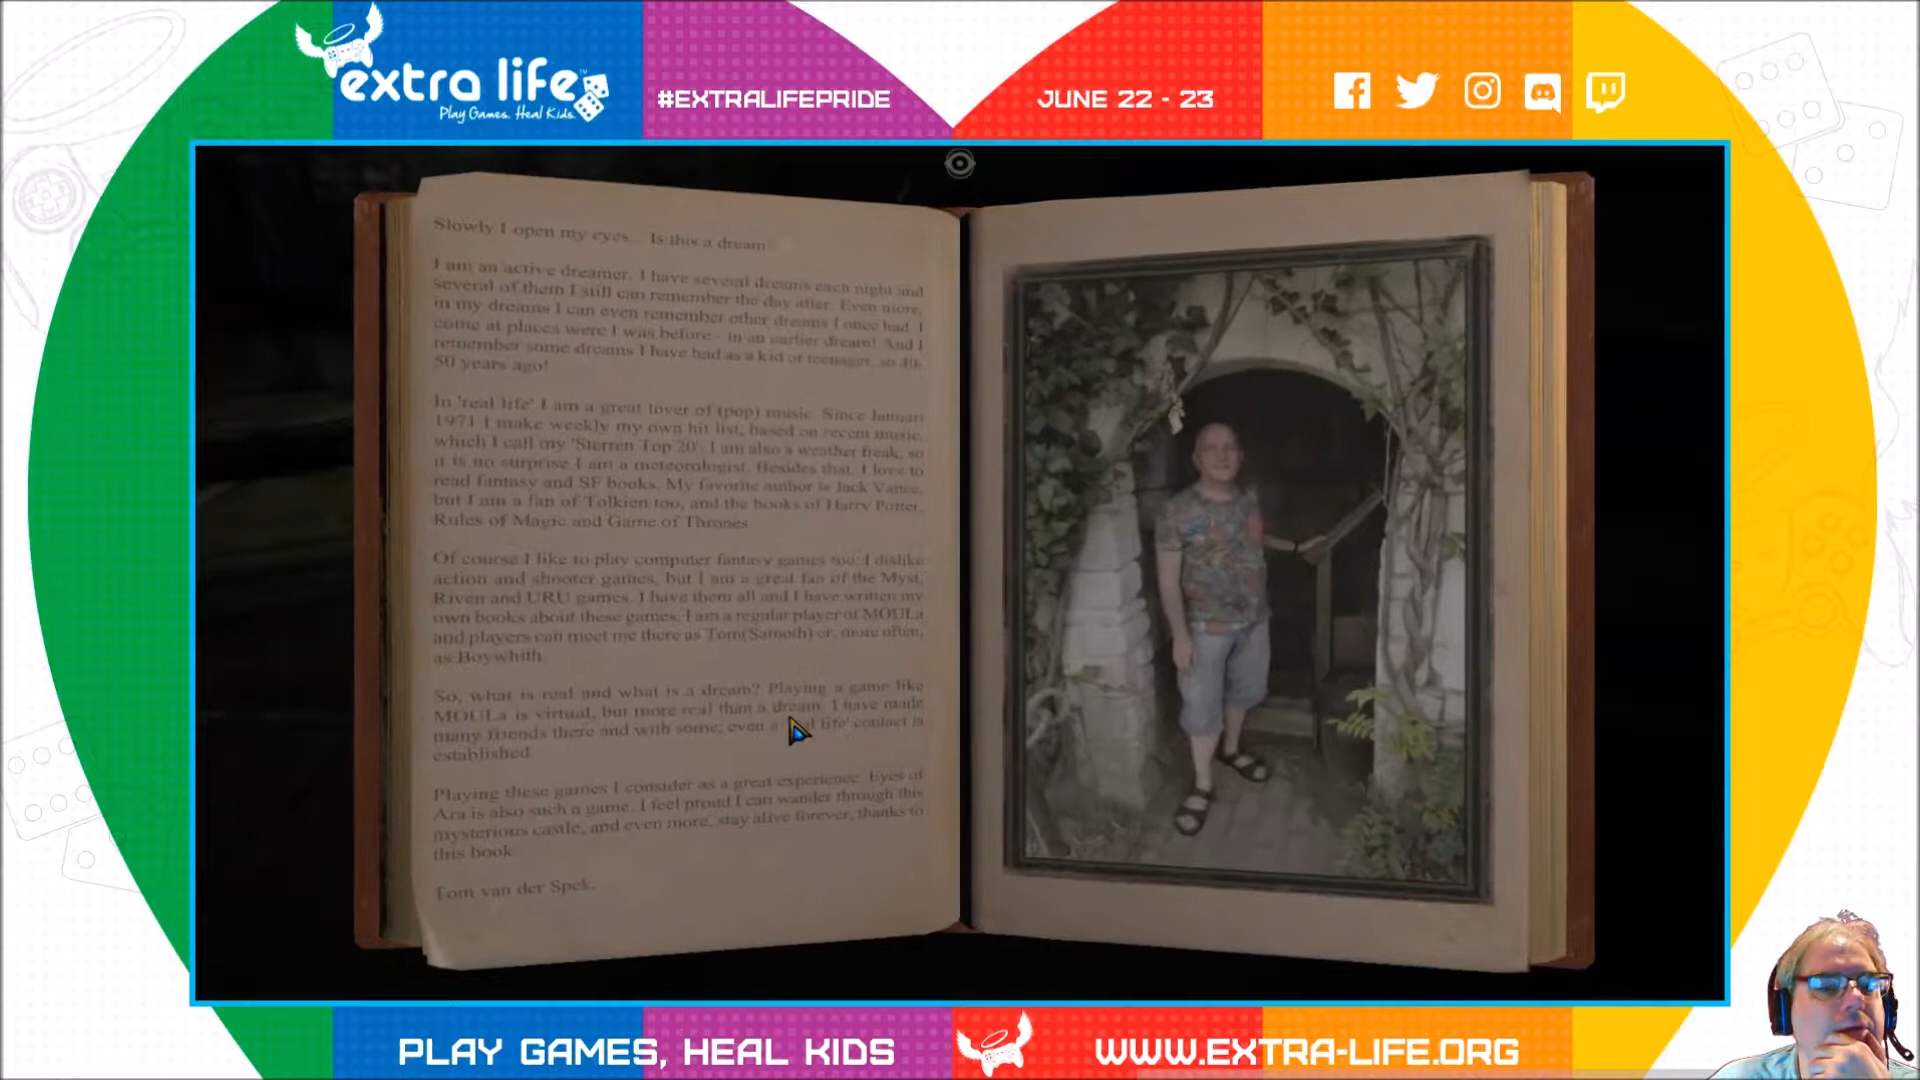 extra life
Play Games. Heal Kids.
#EXTRALIFEPRIDE
JUNE 22 - 23
Slowly I open my eyes... Is this a dream?
I am an active dreamer. I have several dreams each night and
several of them I still can remember the day after. Even more,
in my dreams I can even remember other dreams I once had. I
come at places were I was before - in an earlier dream! And I
remember some dreams I have had as a kid or teenager, so 40-
50 years ago!
In 'real life' I am a great lover of (pop) music. Since Januari
1971 I make weekly my own hit list, based on recent music,
which I call my 'Sterren Top 20'. I am also a weather freak, so
it is no surprise I am a meteorologist. Besides that, I love to
read fantasy and SF books. My favorite author is Jack Vance,
but I am a fan of Tolkien too, and the books of Harry Potter,
Rules of Magic and Game of Thrones
Of course I like to play computer fantasy games too. I dislike
action and shooter games, but I am a great fan of the Myst,
Riven and URU games. I have them all and I have written my
own books about these games. I am a regular player of MOULa
and players can meet me there as Tom(Samoth) or, more often,
as Boywhith.
So, what is real and what is a dream? Playing a game like
MOULa is virtual, but more real than a dream. I have made
many friends there and with some, even a life' contact is
established.
Playing these games I consider as a great experience. Eyes of
Ara is also such a game. I feel proud I can wander through this
mysterious castle, and even more, stay alive forever, thanks to
this book.
Tom van der Spek.
PLAY GAMES, HEAL KIDS
WWW.EXTRA-LIFE.ORG